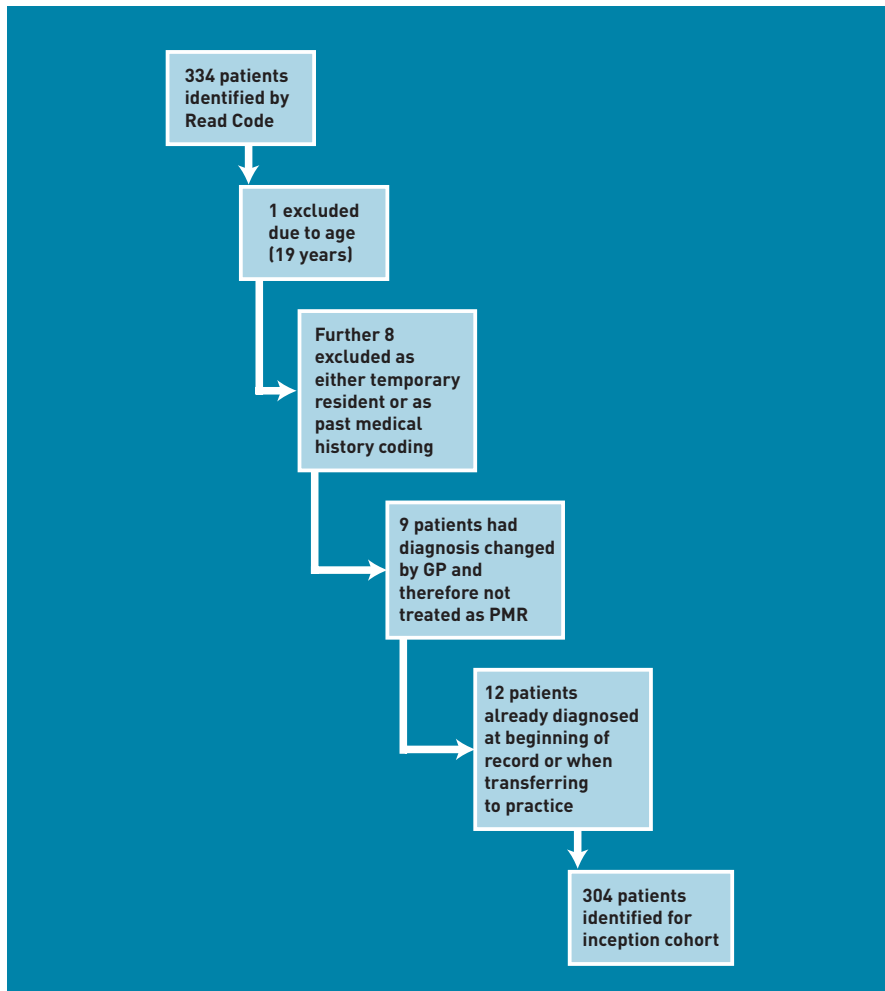 334 patients
identified by
Read Code
1 excluded
due to age
(19 years)
Further 8
excluded as
either temporary
resident or as
past medical
history coding
9 patients had
diagnosis changed
by GP and
therefore not
treated as PMR
12 patients
already diagnosed
at beginning of
record or when
transferring
to practice
304 patients
identified for
inception cohort